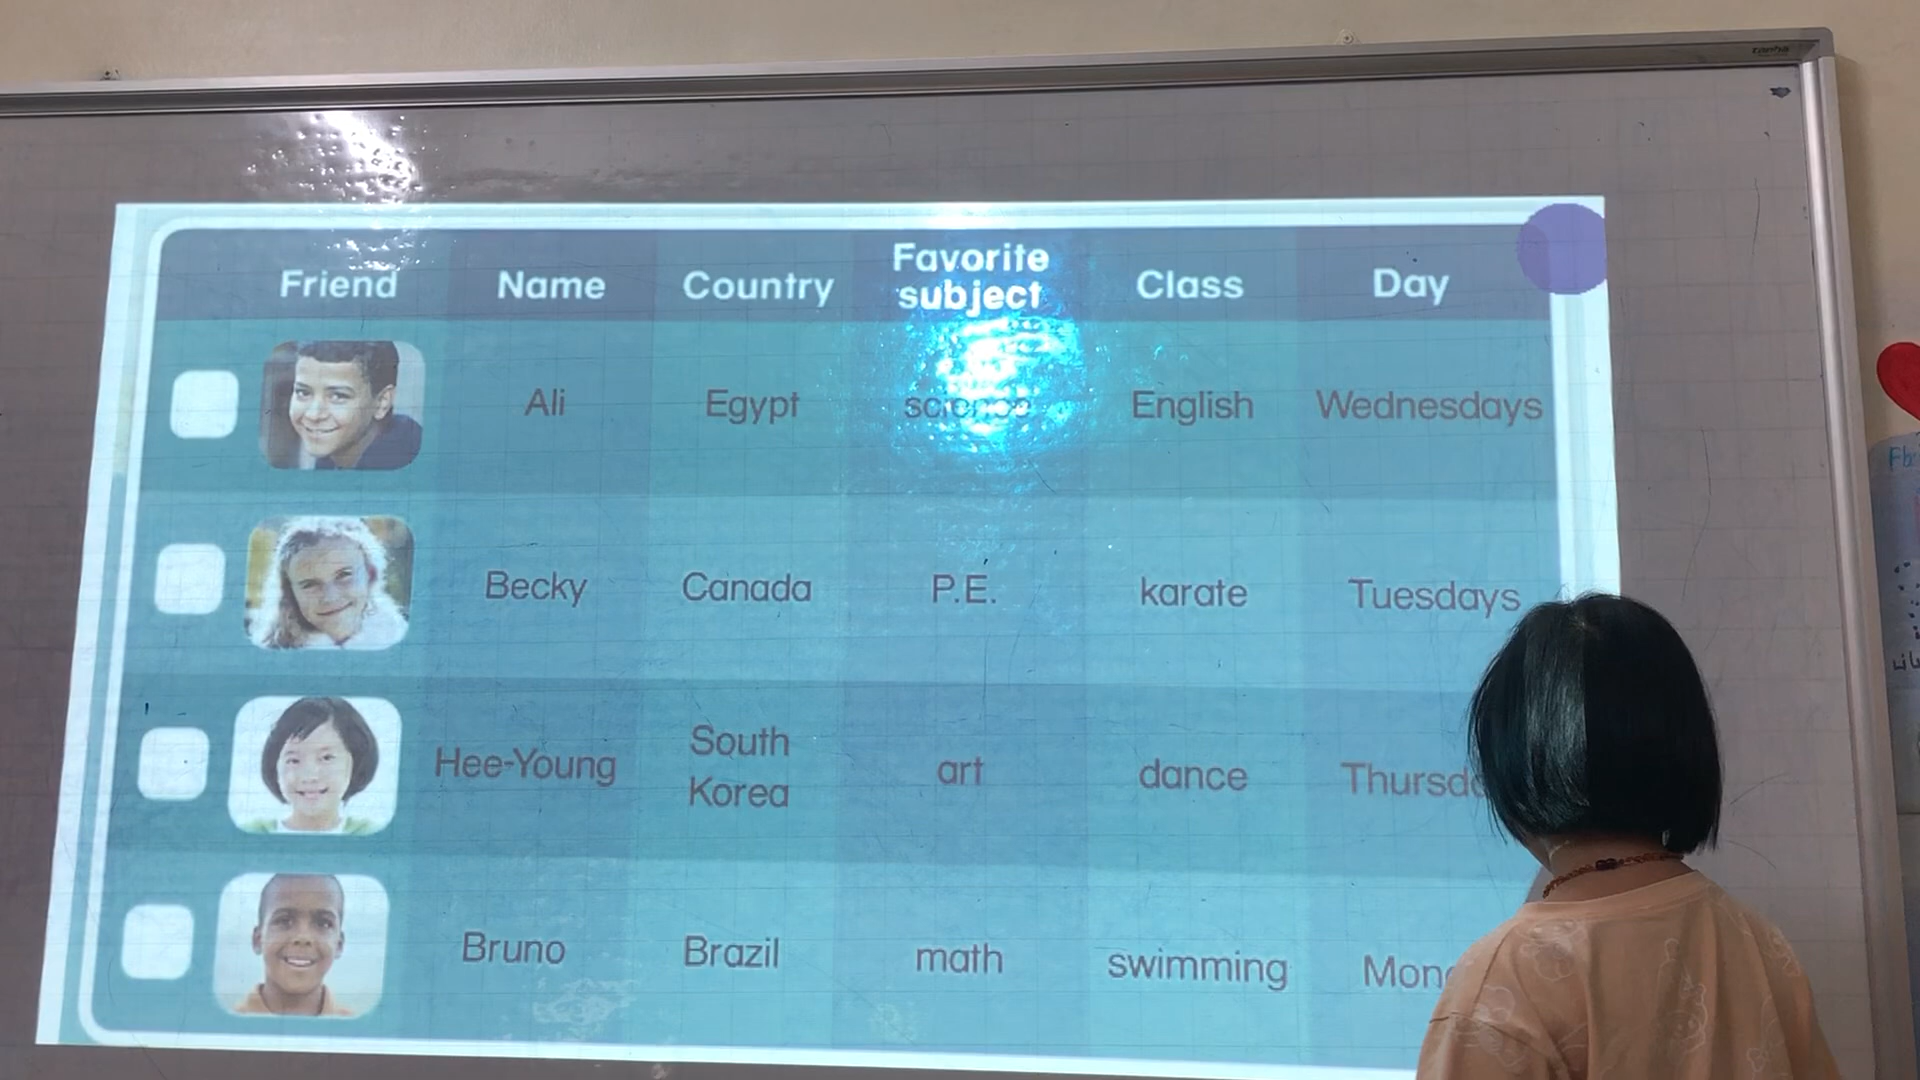 Friend Name Country Favorite subject Class Day
Ali Egypt science English Wednesdays
Becky Canada P.E. karate Tuesdays
Hee-Young South Korea art dance
Bruno Brazil math swimming